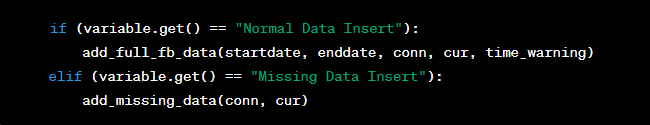 if (variable.get() == "Normal Data Insert"):
    add_full_fb_data(startdate, enddate, conn, cur, time_warning)
elif (variable.get() == "Missing Data Insert"):
    add_missing_data(conn, cur)